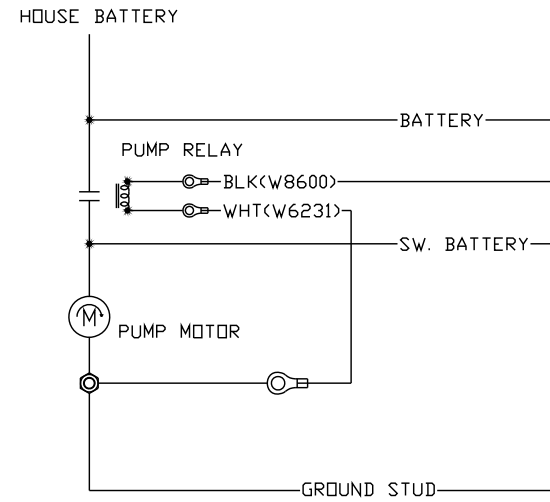 HOUSE BATTERY
BATTERY
PUMP RELAY
BLK(W8600)
WHT(W6231)
SW. BATTERY
M
PUMP MOTOR
GROUND STUD